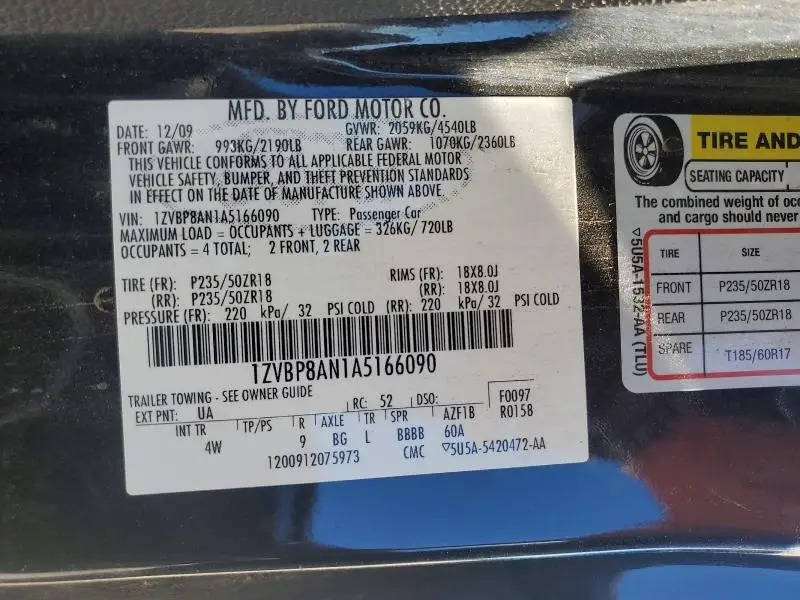 MFD. BY FORD MOTOR CO.
DATE: 12/09 GVWR: 2059KG/4540LB
FRONT GAWR: 993KG/2190LB REAR GAWR: 1070KG/2360LB
THIS VEHICLE CONFORMS TO ALL APPLICABLE FEDERAL MOTOR
VEHICLE SAFETY, BUMPER, AND THEFT PREVENTION STANDARDS
IN EFFECT ON THE DATE OF MANUFACTURE SHOWN ABOVE.
VIN: 1ZVBP8AN1A5166090 TYPE: Passenger Car
MAXIMUM LOAD = OCCUPANTS + LUGGAGE = 326KG/720LB
OCCUPANTS = 4 TOTAL; 2 FRONT, 2 REAR
TIRE (FR): P235/50ZR18 RIMS (FR): 18X8.0J
(RR): P235/50ZR18 (RR): 18X8.0J
PRESSURE (FR): 220 kPa/ 32 PSI COLD (RR): 220 kPa/ 32 PSI COLD
1ZVBP8AN1A5166090
TRAILER TOWING - SEE OWNER GUIDE
EXT PNT: UA RC: 52 DSO: F0097
R0158
INT TR TP/PS R AXLE TR SPR AZF1B
4W 9 BG L BBBB 60A
1200912075973 CMC ▽5U5A-5420472-AA
TIRE AND
SEATING CAPACITY
The combined weight of
and cargo should never
TIRE SIZE
FRONT P235/50ZR18
REAR P235/50ZR18
SPARE T185/60R17
▽5U5A-1532-AA (TLU)